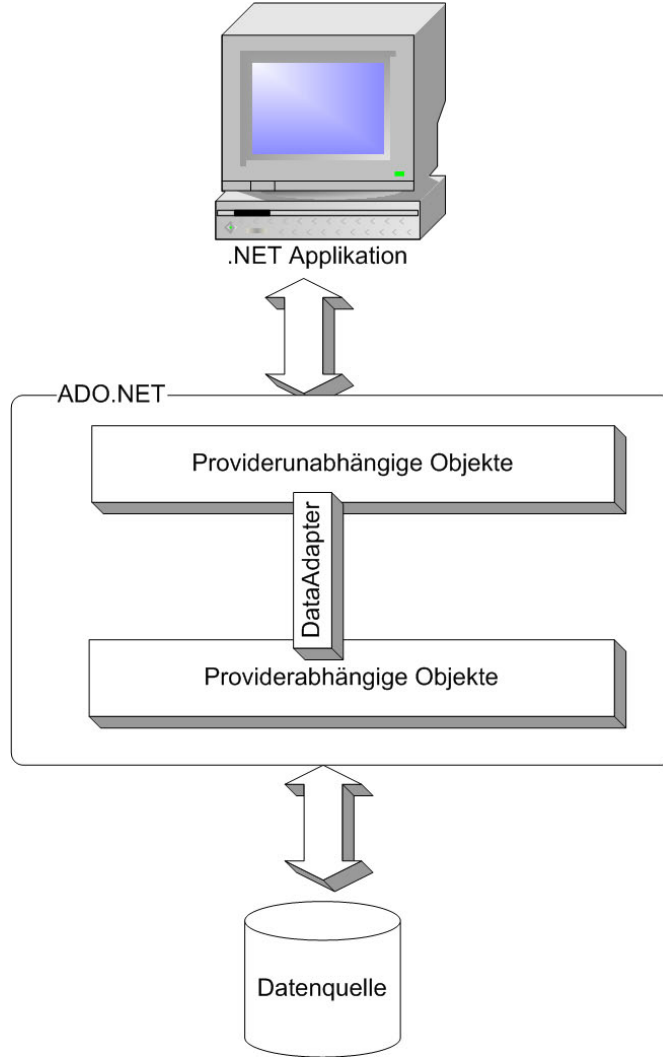 .NET Applikation
ADO.NET
Providerunabhängige Objekte
DataAdapter
Providerabhängige Objekte
Datenquelle